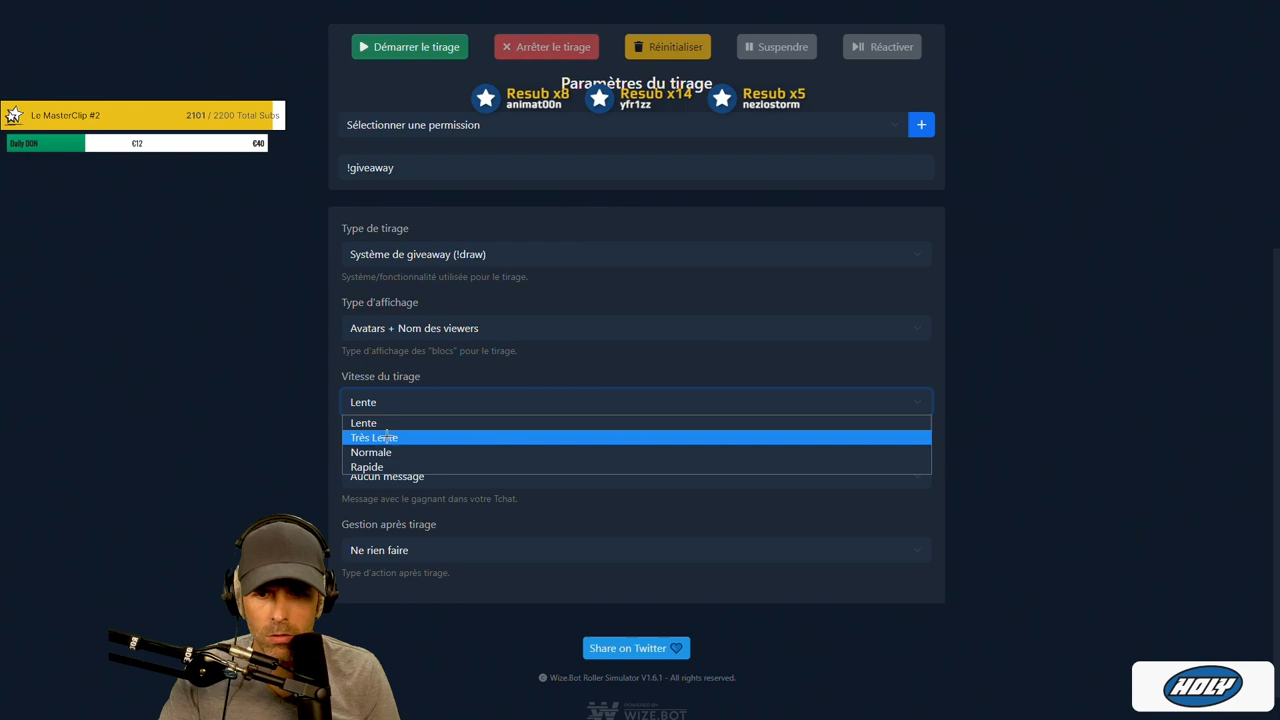 Démarrer le tirage
Arrêter le tirage
Réinitialiser
Suspendre
Réactiver
Paramètres du tirage
Resub x8
animat00n
Resub x14
yfr1zz
Resub x5
neziostorm
Le MasterClip #2
2101 / 2200 Total Subs
Daily DON
€12
€40
Sélectionner une permission
+
!giveaway
Type de tirage
Système de giveaway (!draw)
Système/fonctionnalité utilisée pour le tirage.
Type d'affichage
Avatars + Nom des viewers
Type d'affichage des "blocs" pour le tirage.
Vitesse du tirage
Lente
Lente
Très Lente
Normale
Rapide
Aucun message
Message avec le gagnant dans votre Tchat.
Gestion après tirage
Ne rien faire
Type d'action après tirage.
Share on Twitter
Wize.Bot Roller Simulator V1.6.1 - All rights reserved.
POWERED BY
WIZE.BOT
HOLY